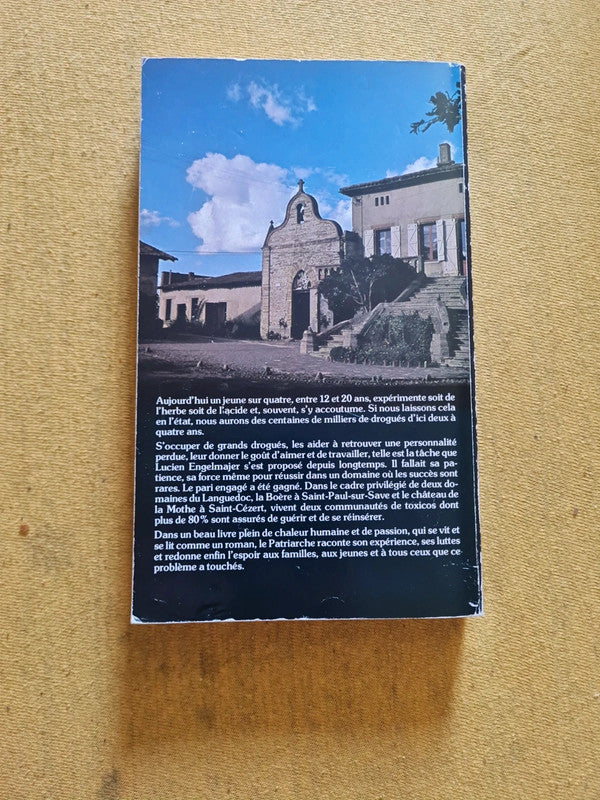 Aujourd'hui un jeune sur quatre, entre 12 et 20 ans, expérimente soit de
l'herbe soit de l'acide et, souvent, s'y accoutume. Si nous laissons cela
en l'état, nous aurons des centaines de milliers de drogués d'ici deux à
quatre ans.
S'occuper de grands drogués, les aider à retrouver une personnalité
perdue, leur donner le goût d'aimer et de travailler, telle est la tâche que
Lucien Engelmajer s'est proposé depuis longtemps. Il fallait sa pa-
tience, sa force même pour réussir dans un domaine où les succès sont
rares. Le pari engagé a été gagné. Dans le cadre privilégié de deux do-
maines du Languedoc, la Boère à Saint-Paul-sur-Save et le château de
la Mothe à Saint-Cézert, vivent deux communautés de toxicos dont
plus de 80% sont assurés de guérir et de se réinsérer.
Dans un beau livre plein de chaleur humaine et de passion, qui se vit et
se lit comme un roman, le Patriarche raconte son expérience, ses luttes
et redonne enfin l'espoir aux familles, aux jeunes et à tous ceux que ce
problème a touchés.